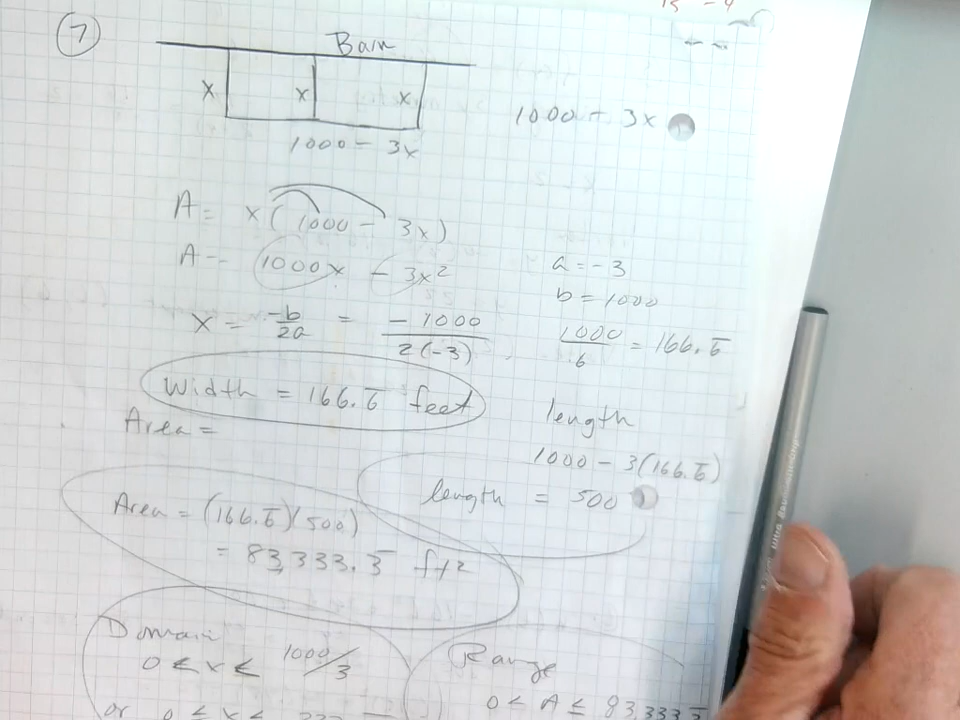 7
Barn
x x x
1000 - 3x
1000 - 3x
A = x(1000 - 3x)
A = 1000x - 3x²
a = -3
b = 1000
x = -b/2a = -1000/2(-3)
1000/6 = 166.6̅
Width = 166.6̅ feet
Area =
length
1000 - 3(166.6̅)
length = 500
Area = (166.6̅)(500)
= 83,333.3̅ ft²
Domain
0 < x < 1000/3
or 0 < x <
Range
0 < A ≤ 83,333.3̅